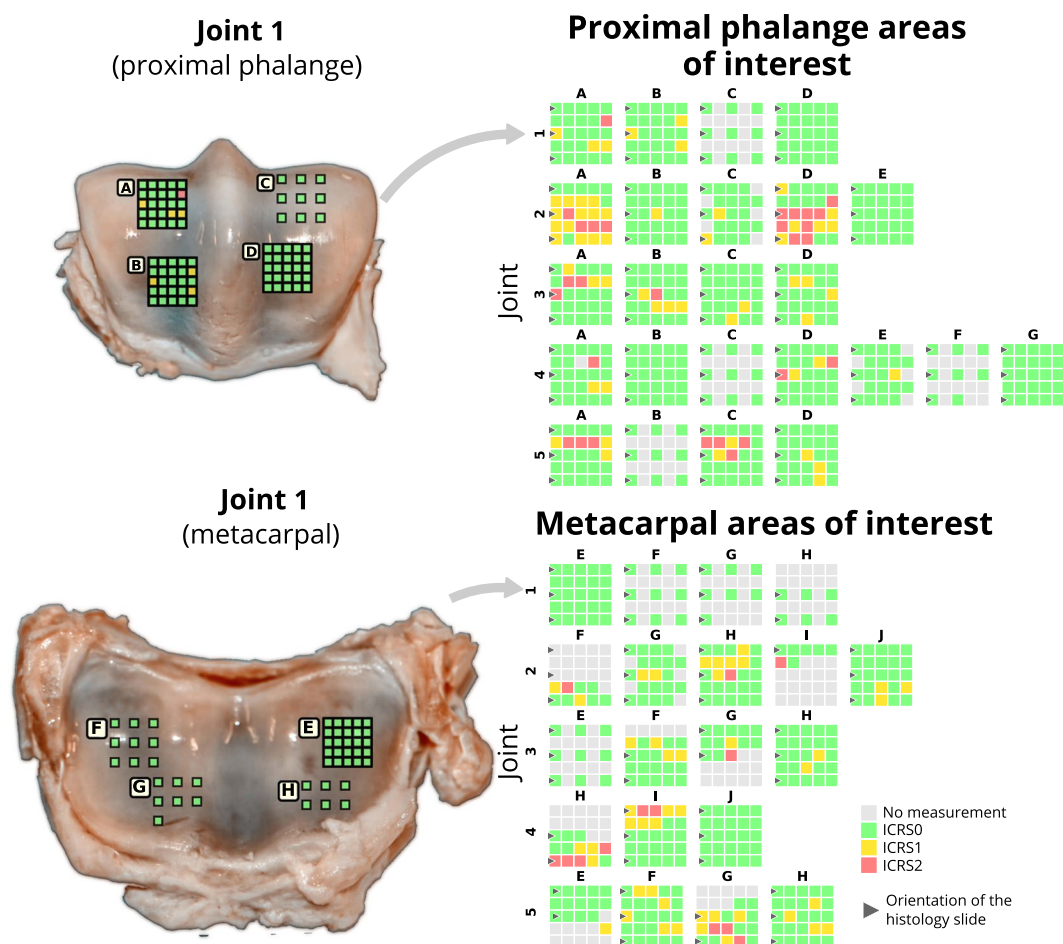 Joint 1
(proximal phalange)
Proximal phalange areas
of interest
A B C D
1
A B C D E
2
A B C D
3
A B C D E F G
4
A B C D
5
Joint
A
B
C
D
Joint 1
(metacarpal)
Metacarpal areas of interest
E F G H
1
F G H I J
2
E F G H
3
H I J
4
E F G H
5
Joint
F
G
E
H
No measurement
ICRS0
ICRS1
ICRS2
Orientation of the
histology slide